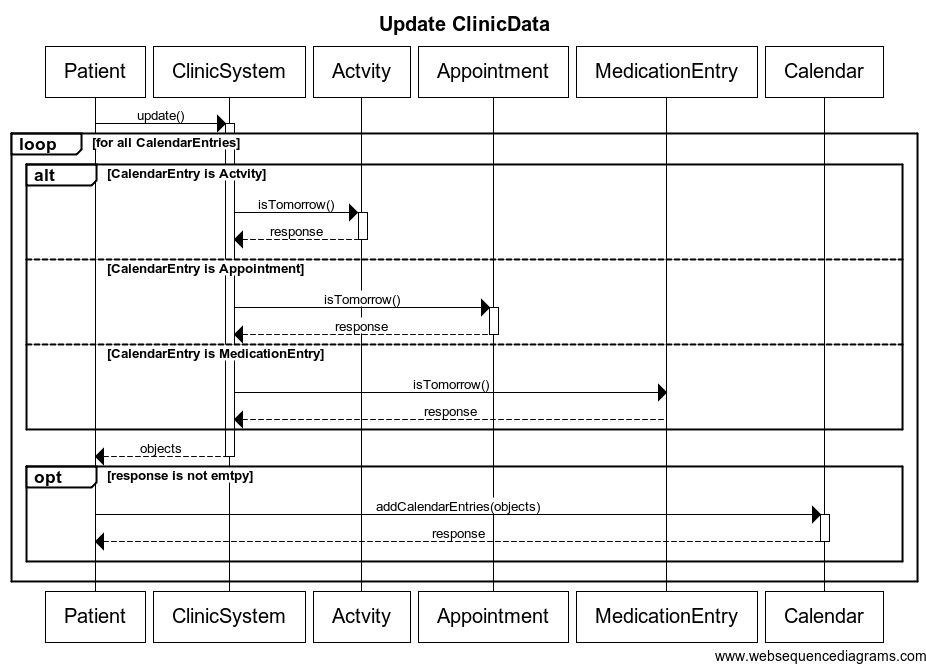 Update ClinicData
Patient ClinicSystem Actvity Appointment MedicationEntry Calendar
update()
loop [for all CalendarEntries]
alt [CalendarEntry is Actvity]
isTomorrow()
response
[CalendarEntry is Appointment]
isTomorrow()
response
[CalendarEntry is MedicationEntry]
isTomorrow()
response
objects
opt [response is not emtpy]
addCalendarEntries(objects)
response
Patient ClinicSystem Actvity Appointment MedicationEntry Calendar
www.websequencediagrams.com